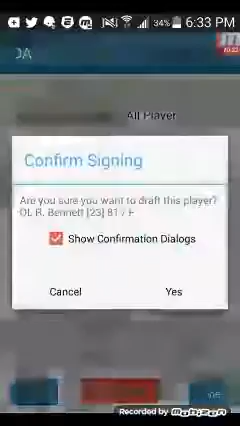 34% 6:33 PM
DA
All Player
Confirm Signing
Are you sure you want to draft this player?
OL R. Bennett [23] 81 / F
Show Confirmation Dialogs
Cancel
Yes
Recorded by mobizen